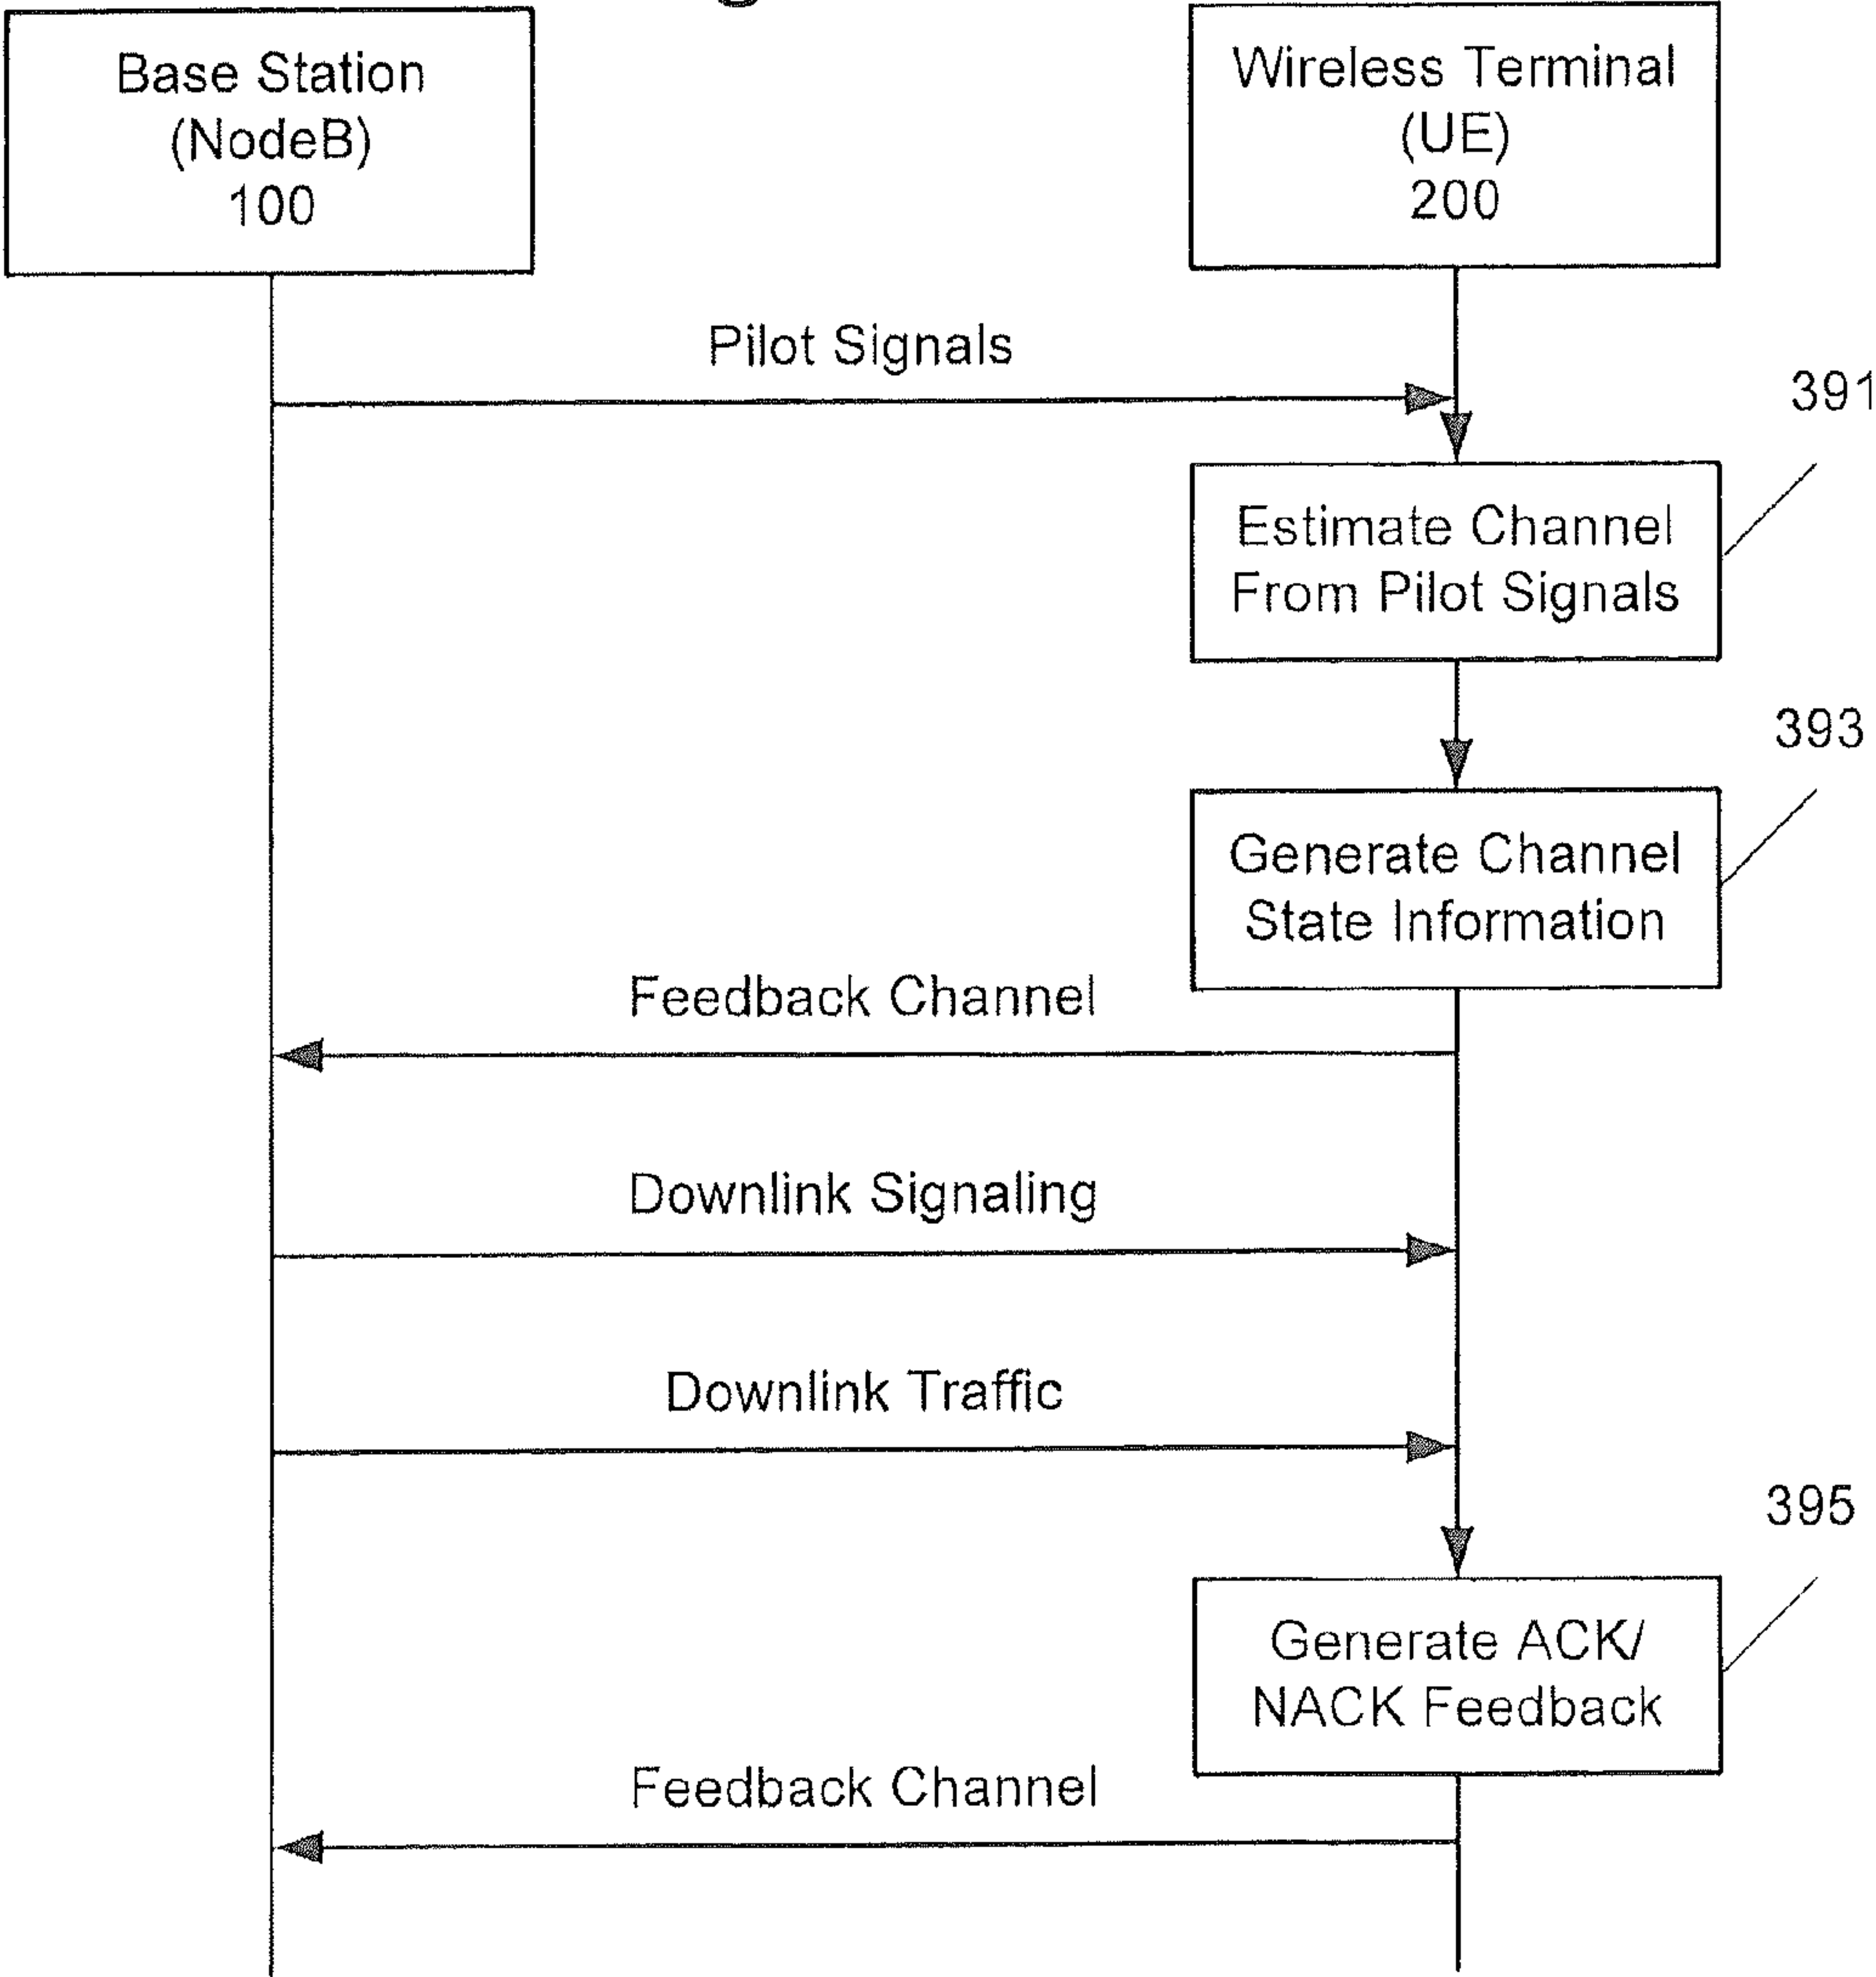 Base Station
(NodeB)
100
Wireless Terminal
(UE)
200
Pilot Signals
391
Estimate Channel
From Pilot Signals
393
Generate Channel
State Information
Feedback Channel
Downlink Signaling
Downlink Traffic
395
Generate ACK/
NACK Feedback
Feedback Channel